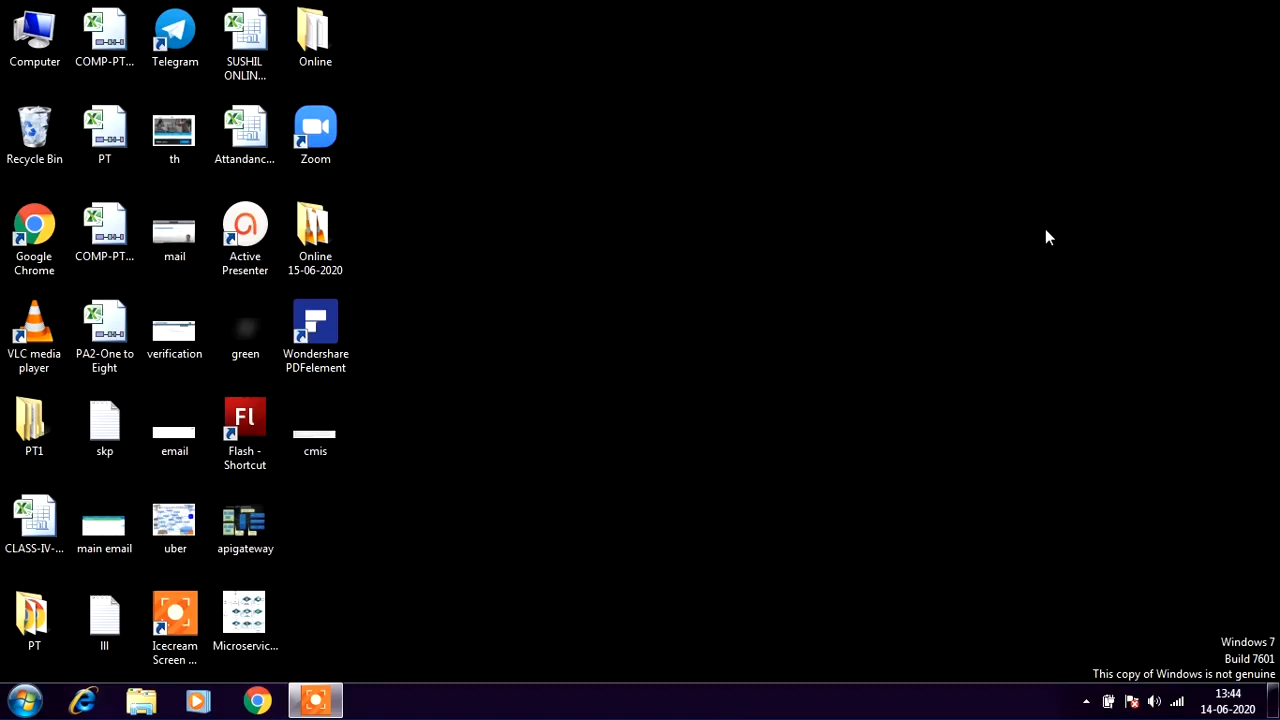 Computer
COMP-PT...
Telegram
SUSHIL
ONLIN...
Online
Recycle Bin
PT
th
Attandanc...
Zoom
Google
Chrome
COMP-PT...
mail
Active
Presenter
Online
15-06-2020
VLC media
player
PA2-One to
Eight
verification
green
Wondershare
PDFelement
PT1
skp
email
Fl
Flash -
Shortcut
cmis
CLASS-IV-...
main email
uber
apigateway
PT
lll
Icecream
Screen ...
Microservic...
Windows 7
Build 7601
This copy of Windows is not genuine
13:44
14-06-2020